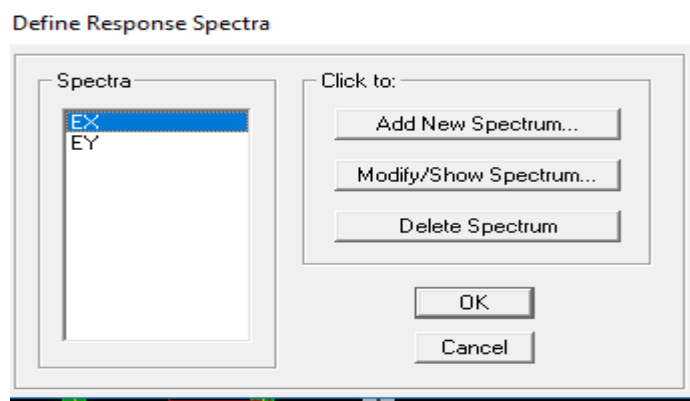 Define Response Spectra
Spectra
EX
EY
Click to:
Add New Spectrum...
Modify/Show Spectrum...
Delete Spectrum
OK
Cancel